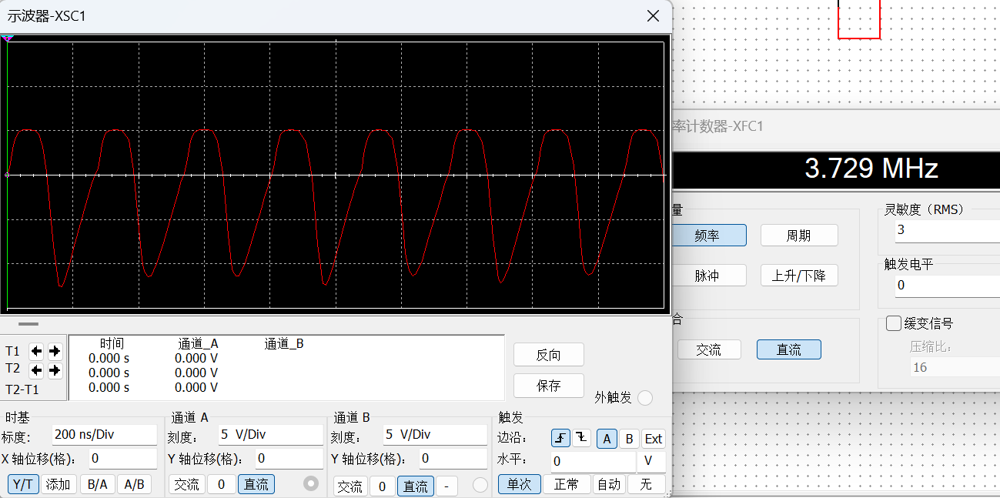 示波器-XSC1
率计数器-XFC1
3.729 MHz
量
频率 周期
脉冲 上升/下降
合
交流 直流
灵敏度（RMS）
3
触发电平
0
缓变信号
压缩比：
16
时间 通道_A 通道_B
T1 0.000 s 0.000 V
T2 0.000 s 0.000 V
T2-T1 0.000 s 0.000 V
反向
保存
外触发
时基
标度： 200 ns/Div
X 轴位移(格)： 0
Y/T 添加 B/A A/B
通道 A
刻度： 5 V/Div
Y 轴位移(格)： 0
交流 0 直流
通道 B
刻度： 5 V/Div
Y 轴位移(格)： 0
交流 0 直流 -
触发
边沿： A B Ext
水平： 0 V
单次 正常 自动 无